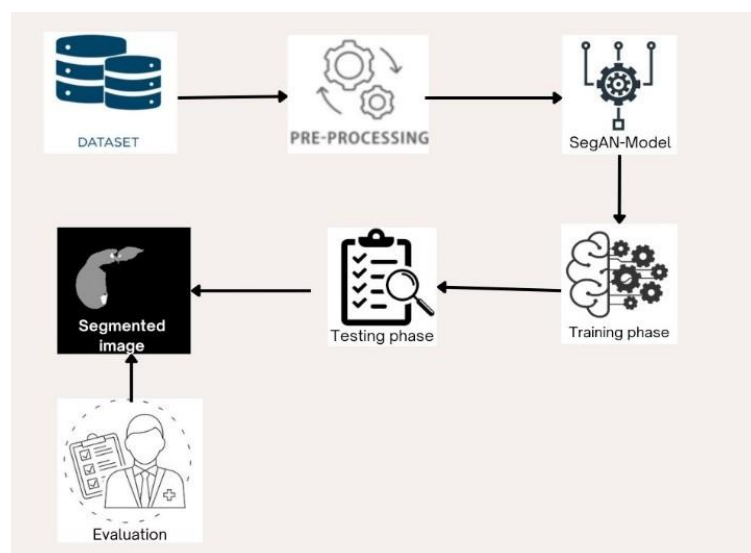 DATASET
PRE-PROCESSING
SegAN-Model
Segmented
image
Testing phase
Training phase
Evaluation